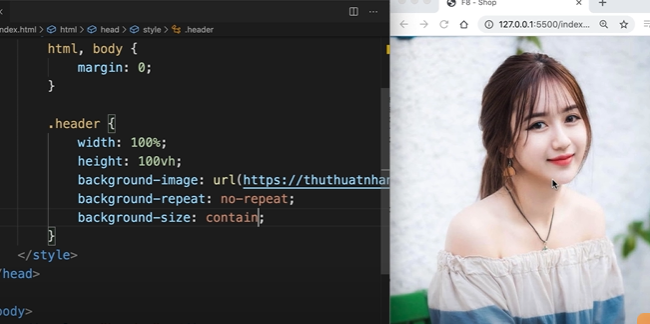 ndex.html > html > head > style > .header
html, body {
margin: 0;
}
.header {
width: 100%;
height: 100vh;
background-image: url(https://thuthuatnhan
background-repeat: no-repeat;
background-size: contain;
}
</style>
/head>
body>
F8 - Shop
127.0.0.1:5500/index...